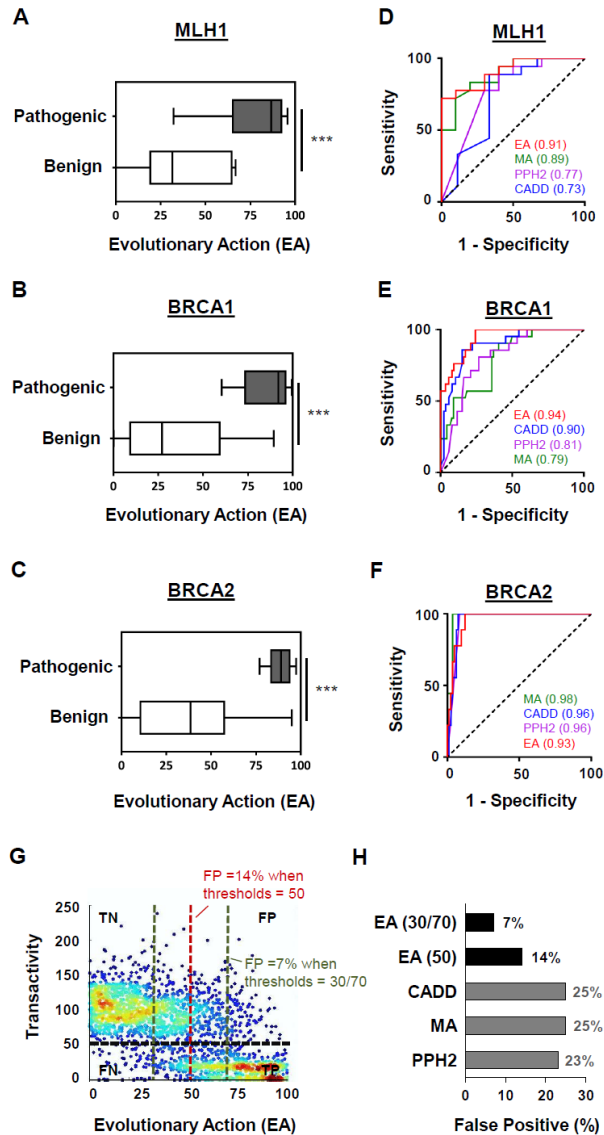 A
MLH1
Pathogenic
Benign
***
0 25 50 75 100
Evolutionary Action (EA)
D
MLH1
Sensitivity
100
50
0
EA (0.91)
MA (0.89)
PPH2 (0.77)
CADD (0.73)
0 50 100
1 - Specificity
B
BRCA1
Pathogenic
Benign
***
0 25 50 75 100
Evolutionary Action (EA)
E
BRCA1
Sensitivity
100
50
0
EA (0.94)
CADD (0.90)
PPH2 (0.81)
MA (0.79)
0 50 100
1 - Specificity
C
BRCA2
Pathogenic
Benign
***
0 25 50 75 100
Evolutionary Action (EA)
F
BRCA2
Sensitivity
100
50
0
MA (0.98)
CADD (0.96)
PPH2 (0.96)
EA (0.93)
0 50 100
1 - Specificity
G
FP =14% when
thresholds = 50
TN
FP
FP =7% when
thresholds = 30/70
FN
TP
Transactivity
250
200
150
100
50
0
0 25 50 75 100
Evolutionary Action (EA)
H
EA (30/70) 7%
EA (50) 14%
CADD 25%
MA 25%
PPH2 23%
0 10 20 30
False Positive (%)